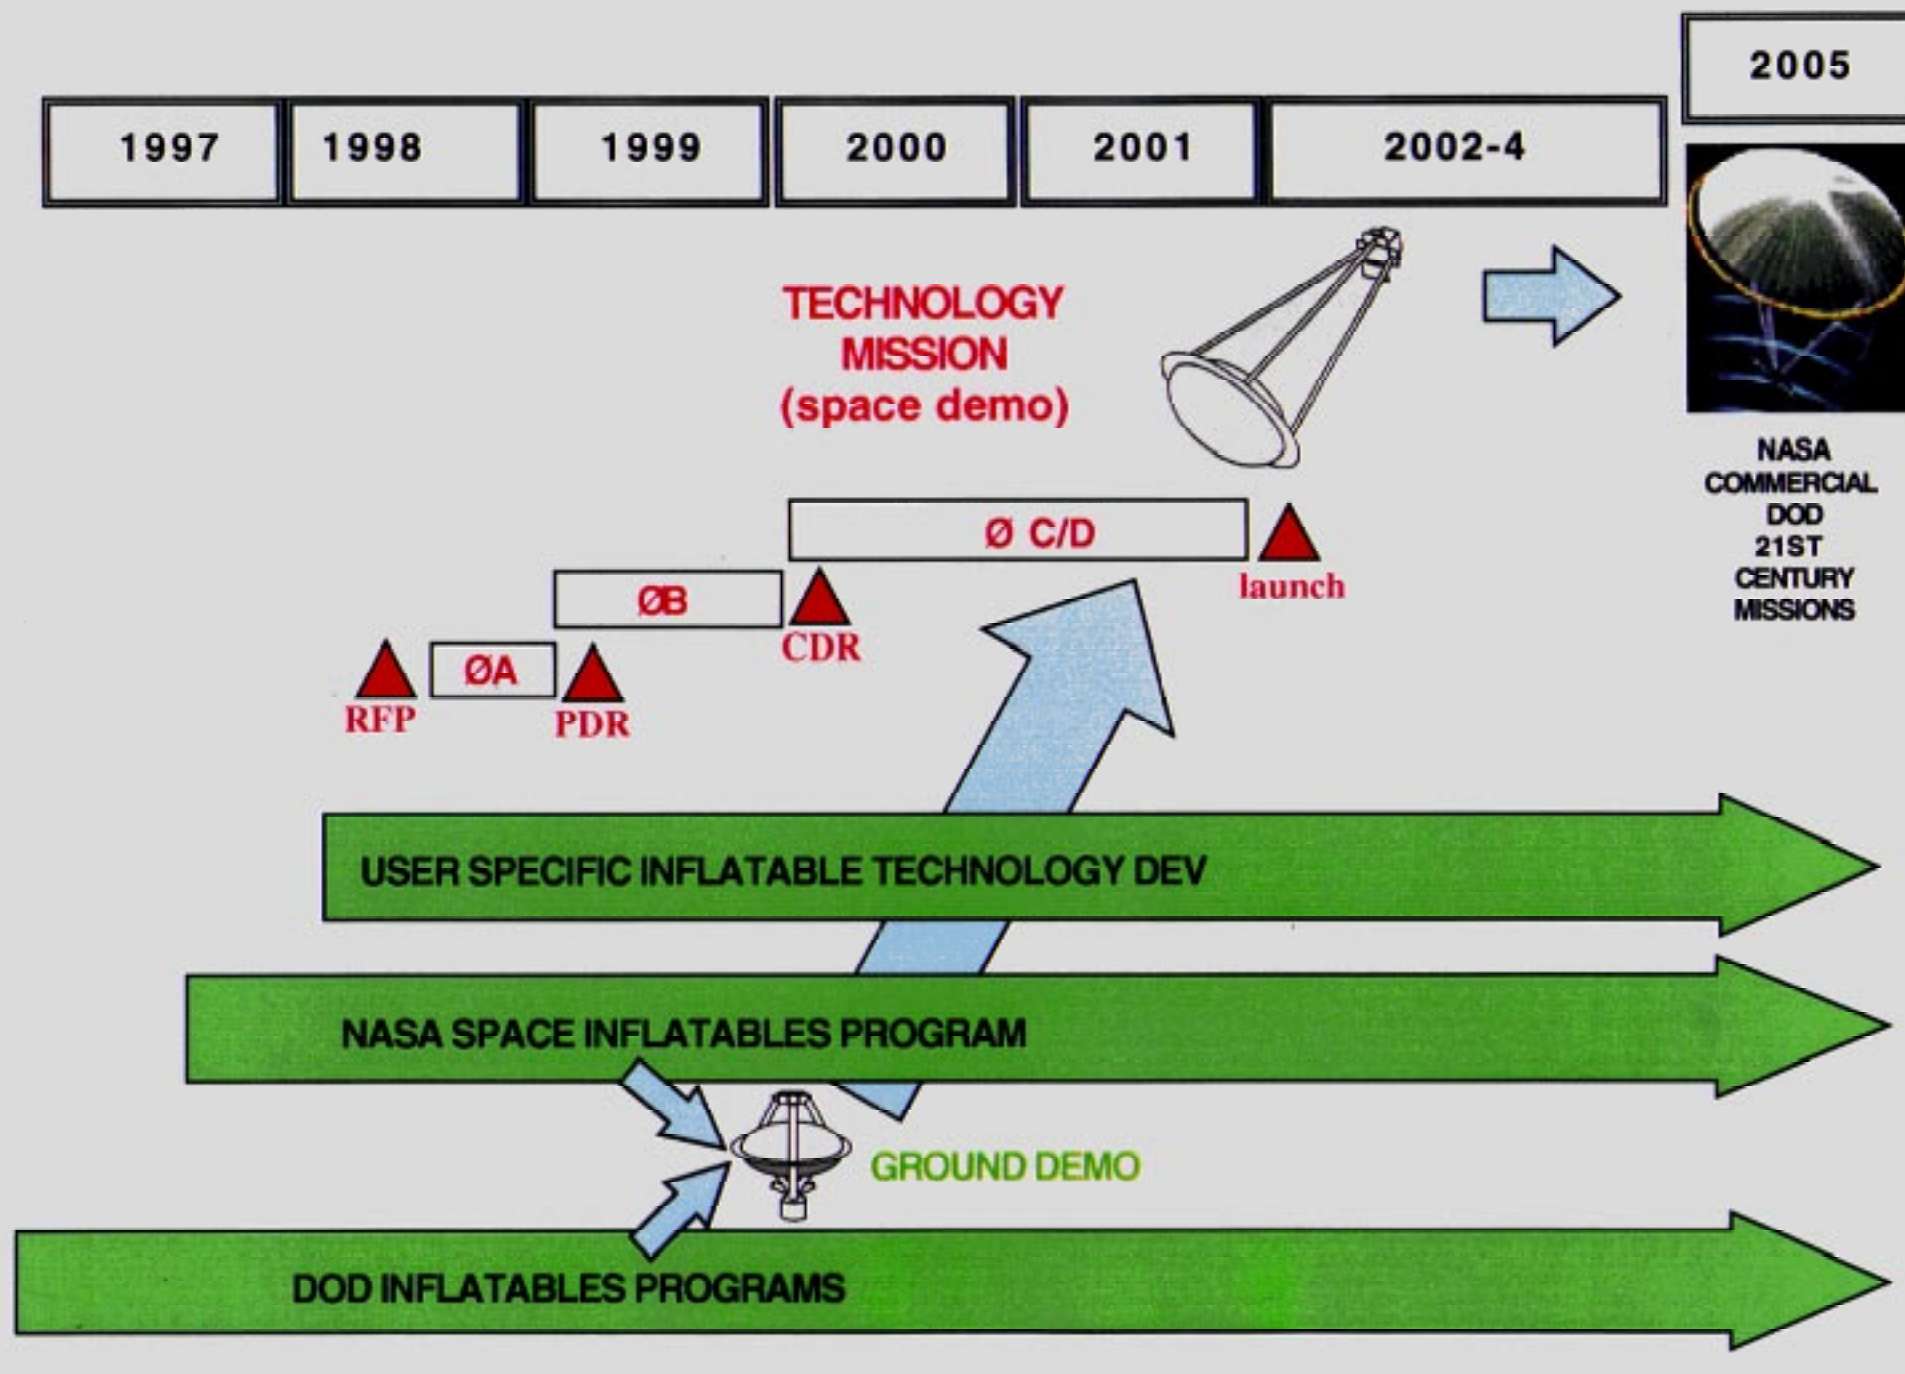 2005
1997
1998
1999
2000
2001
2002-4
TECHNOLOGY
MISSION
(space demo)
NASA
COMMERCIAL
DOD
21ST
CENTURY
MISSIONS
Ø C/D
launch
ØB
CDR
ØA
RFP
PDR
USER SPECIFIC INFLATABLE TECHNOLOGY DEV
NASA SPACE INFLATABLES PROGRAM
GROUND DEMO
DOD INFLATABLES PROGRAMS